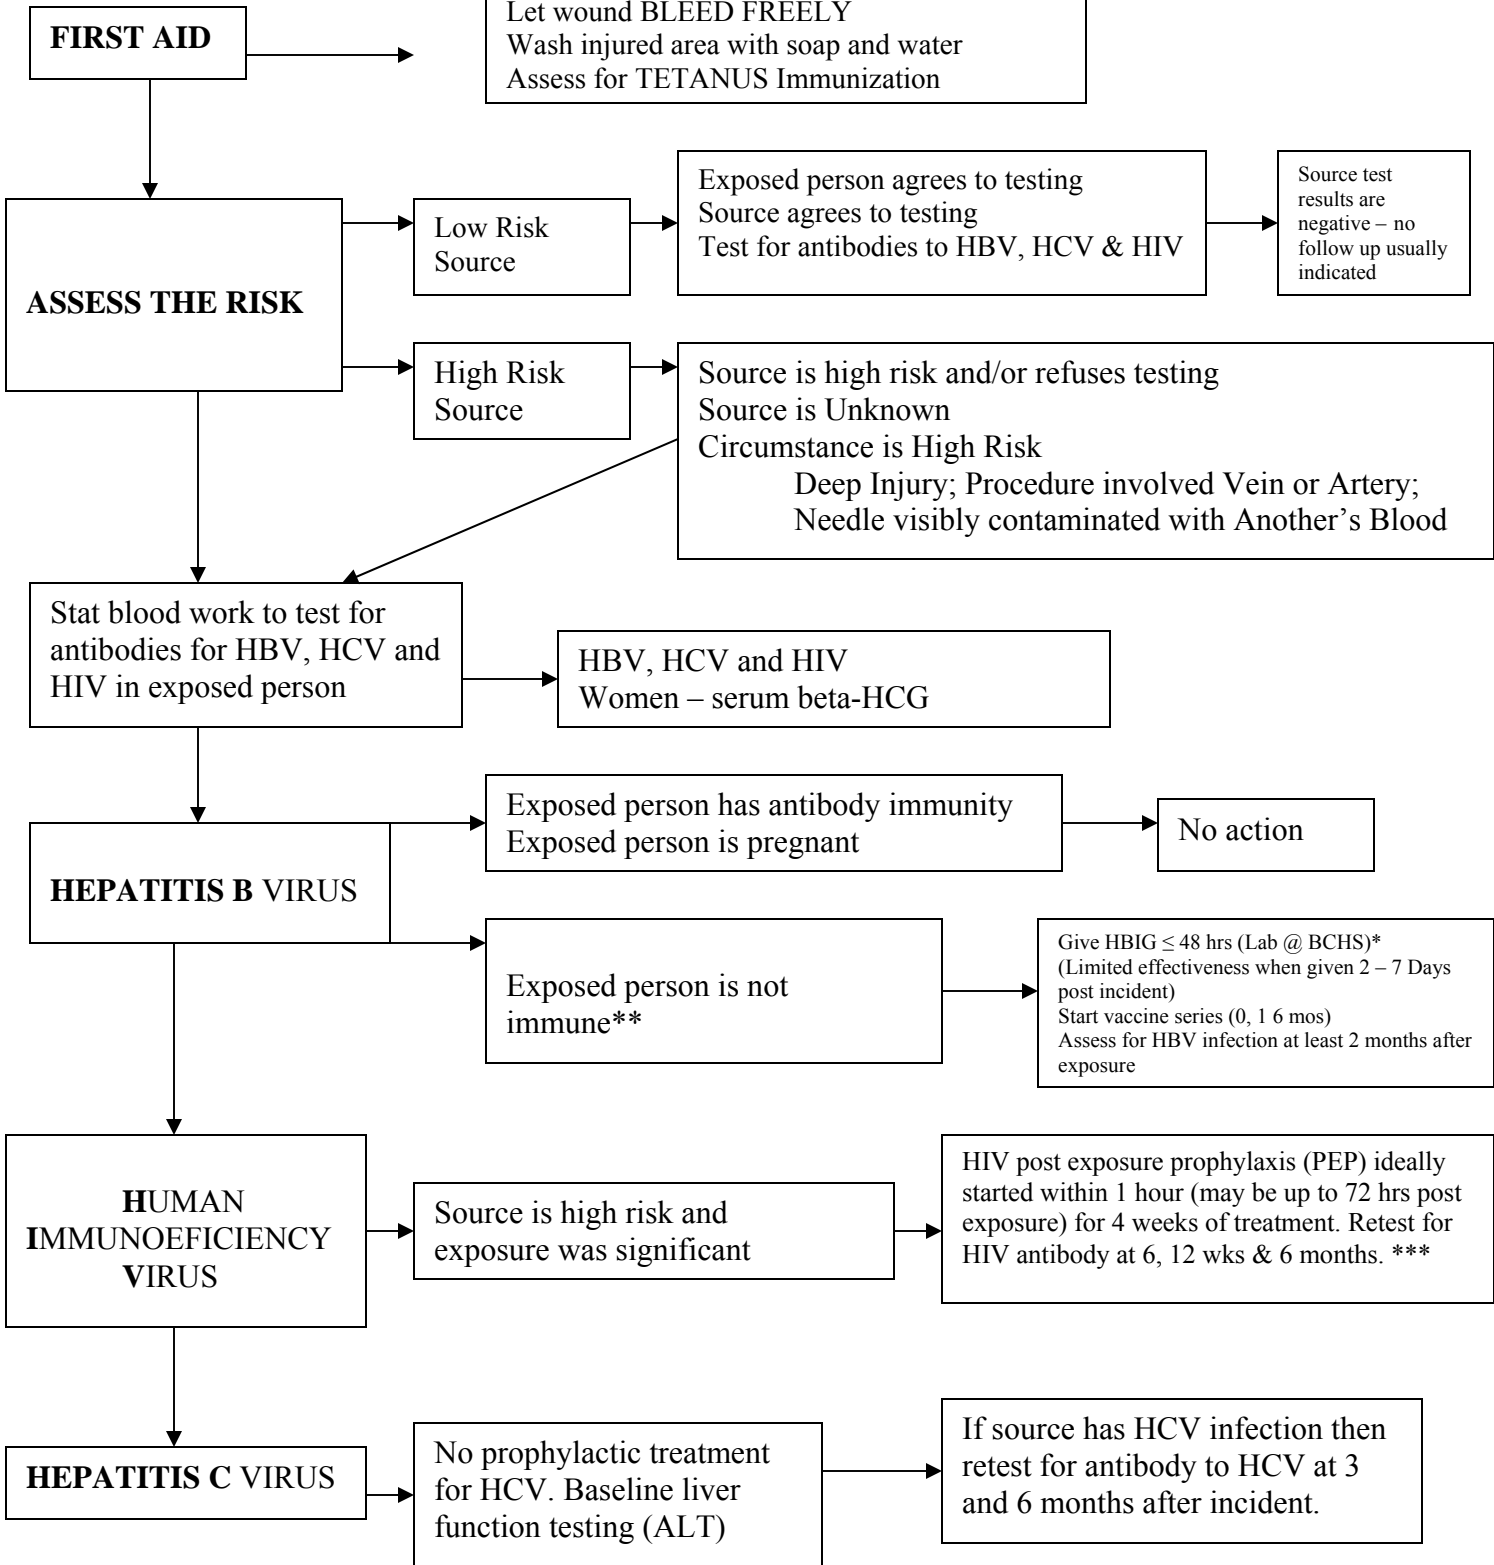 FIRST AID
Let wound BLEED FREELY
Wash injured area with soap and water
Assess for TETANUS Immunization
ASSESS THE RISK
Low Risk
Source
Exposed person agrees to testing
Source agrees to testing
Test for antibodies to HBV, HCV & HIV
Source test
results are
negative – no
follow up usually
indicated
High Risk
Source
Source is high risk and/or refuses testing
Source is Unknown
Circumstance is High Risk
Deep Injury; Procedure involved Vein or Artery;
Needle visibly contaminated with Another’s Blood
Stat blood work to test for
antibodies for HBV, HCV and
HIV in exposed person
HBV, HCV and HIV
Women – serum beta-HCG
HEPATITIS B VIRUS
Exposed person has antibody immunity
Exposed person is pregnant
No action
Exposed person is not
immune**
Give HBIG ≤ 48 hrs (Lab @ BCHS)*
(Limited effectiveness when given 2 – 7 Days
post incident)
Start vaccine series (0, 1 6 mos)
Assess for HBV infection at least 2 months after
exposure
HUMAN
IMMUNOEFICIENCY
VIRUS
Source is high risk and
exposure was significant
HIV post exposure prophylaxis (PEP) ideally
started within 1 hour (may be up to 72 hrs post
exposure) for 4 weeks of treatment. Retest for
HIV antibody at 6, 12 wks & 6 months. ***
HEPATITIS C VIRUS
No prophylactic treatment
for HCV. Baseline liver
function testing (ALT)
If source has HCV infection then
retest for antibody to HCV at 3
and 6 months after incident.